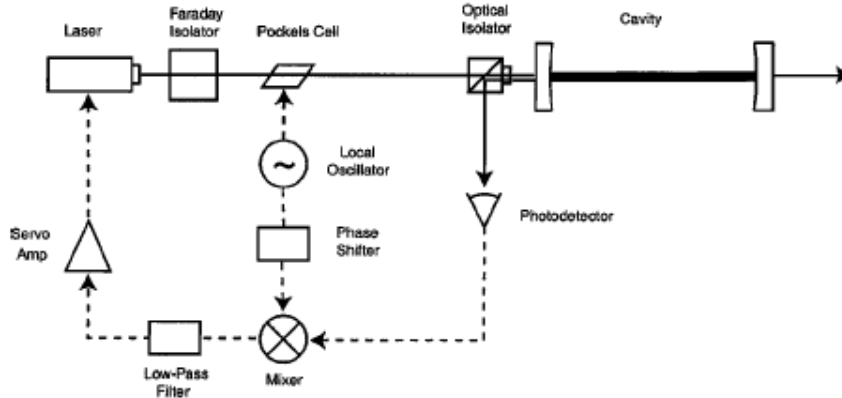 Laser
Faraday
Isolator
Pockels Cell
Optical
Isolator
Cavity
~
Local
Oscillator
Phase
Shifter
Photodetector
Servo
Amp
Low-Pass
Filter
Mixer